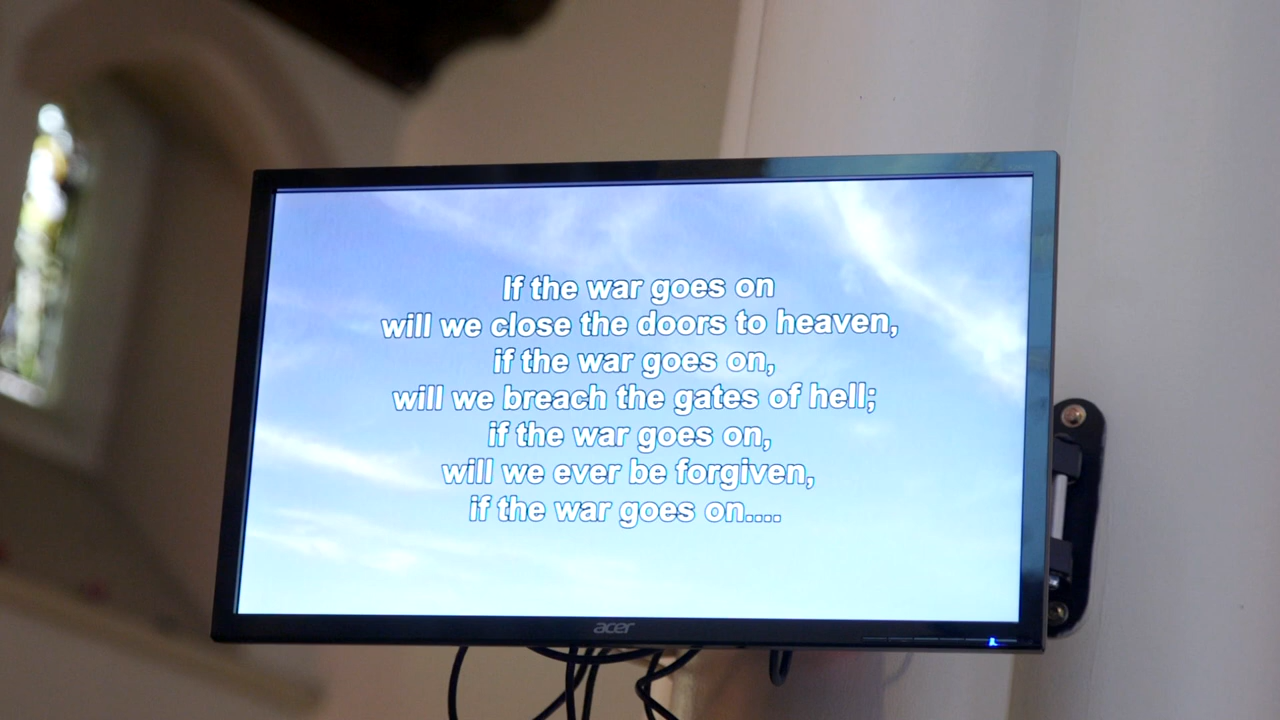 If the war goes on
will we close the doors to heaven,
if the war goes on,
will we breach the gates of hell;
if the war goes on,
will we ever be forgiven,
if the war goes on....
acer